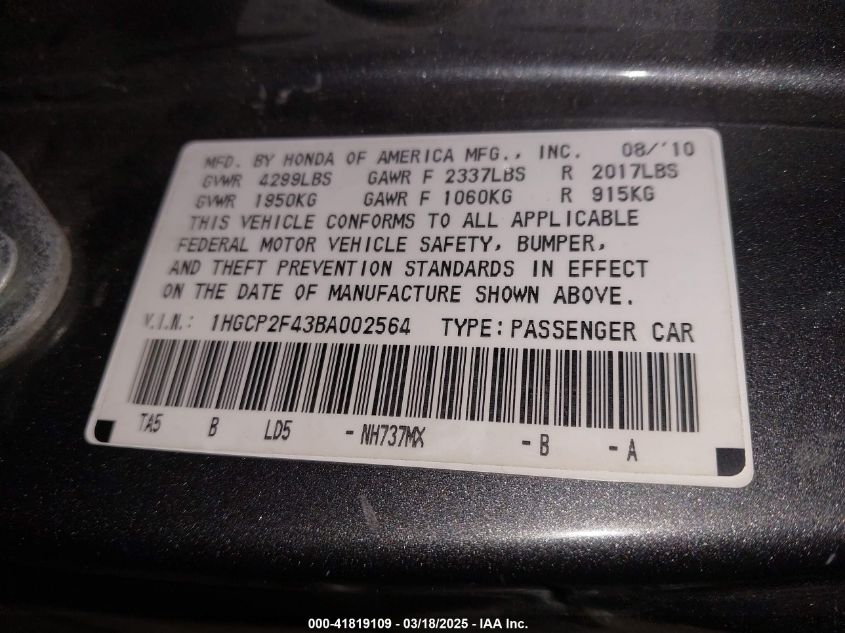 MFD. BY HONDA OF AMERICA MFG., INC. 08/'10
GVWR 4299LBS GAWR F 2337LBS R 2017LBS
GVWR 1950KG GAWR F 1060KG R 915KG
THIS VEHICLE CONFORMS TO ALL APPLICABLE
FEDERAL MOTOR VEHICLE SAFETY, BUMPER,
AND THEFT PREVENTION STANDARDS IN EFFECT
ON THE DATE OF MANUFACTURE SHOWN ABOVE.
V.I.N.: 1HGCP2F43BA002564 TYPE: PASSENGER CAR
TA5 B LD5 -NH737MX -B -A
000-41819109 — 03/18/2025 — IAA Inc.